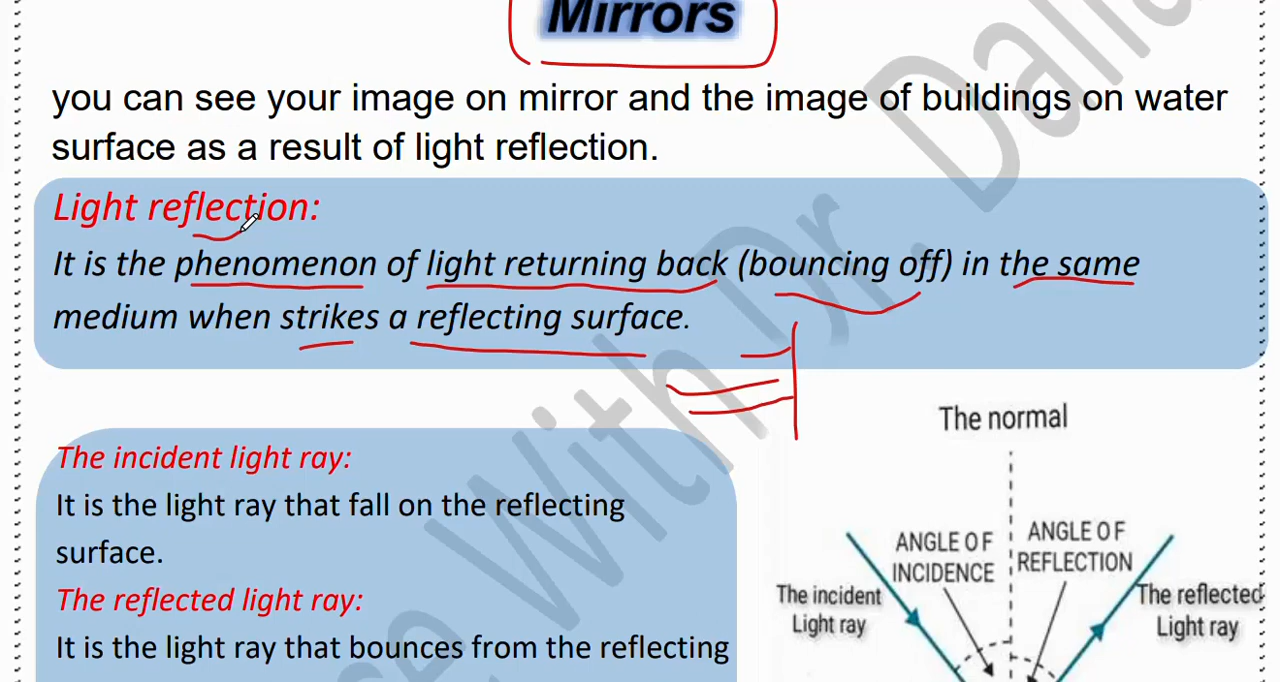 Mirrors
you can see your image on mirror and the image of buildings on water
surface as a result of light reflection.
Light reflection:
It is the phenomenon of light returning back (bouncing off) in the same
medium when strikes a reflecting surface.
The incident light ray:
It is the light ray that fall on the reflecting
surface.
The reflected light ray:
It is the light ray that bounces from the reflecting
The normal
ANGLE OF
INCIDENCE
ANGLE OF
REFLECTION
The incident
Light ray
The reflected
Light ray
With Dr. Dalia